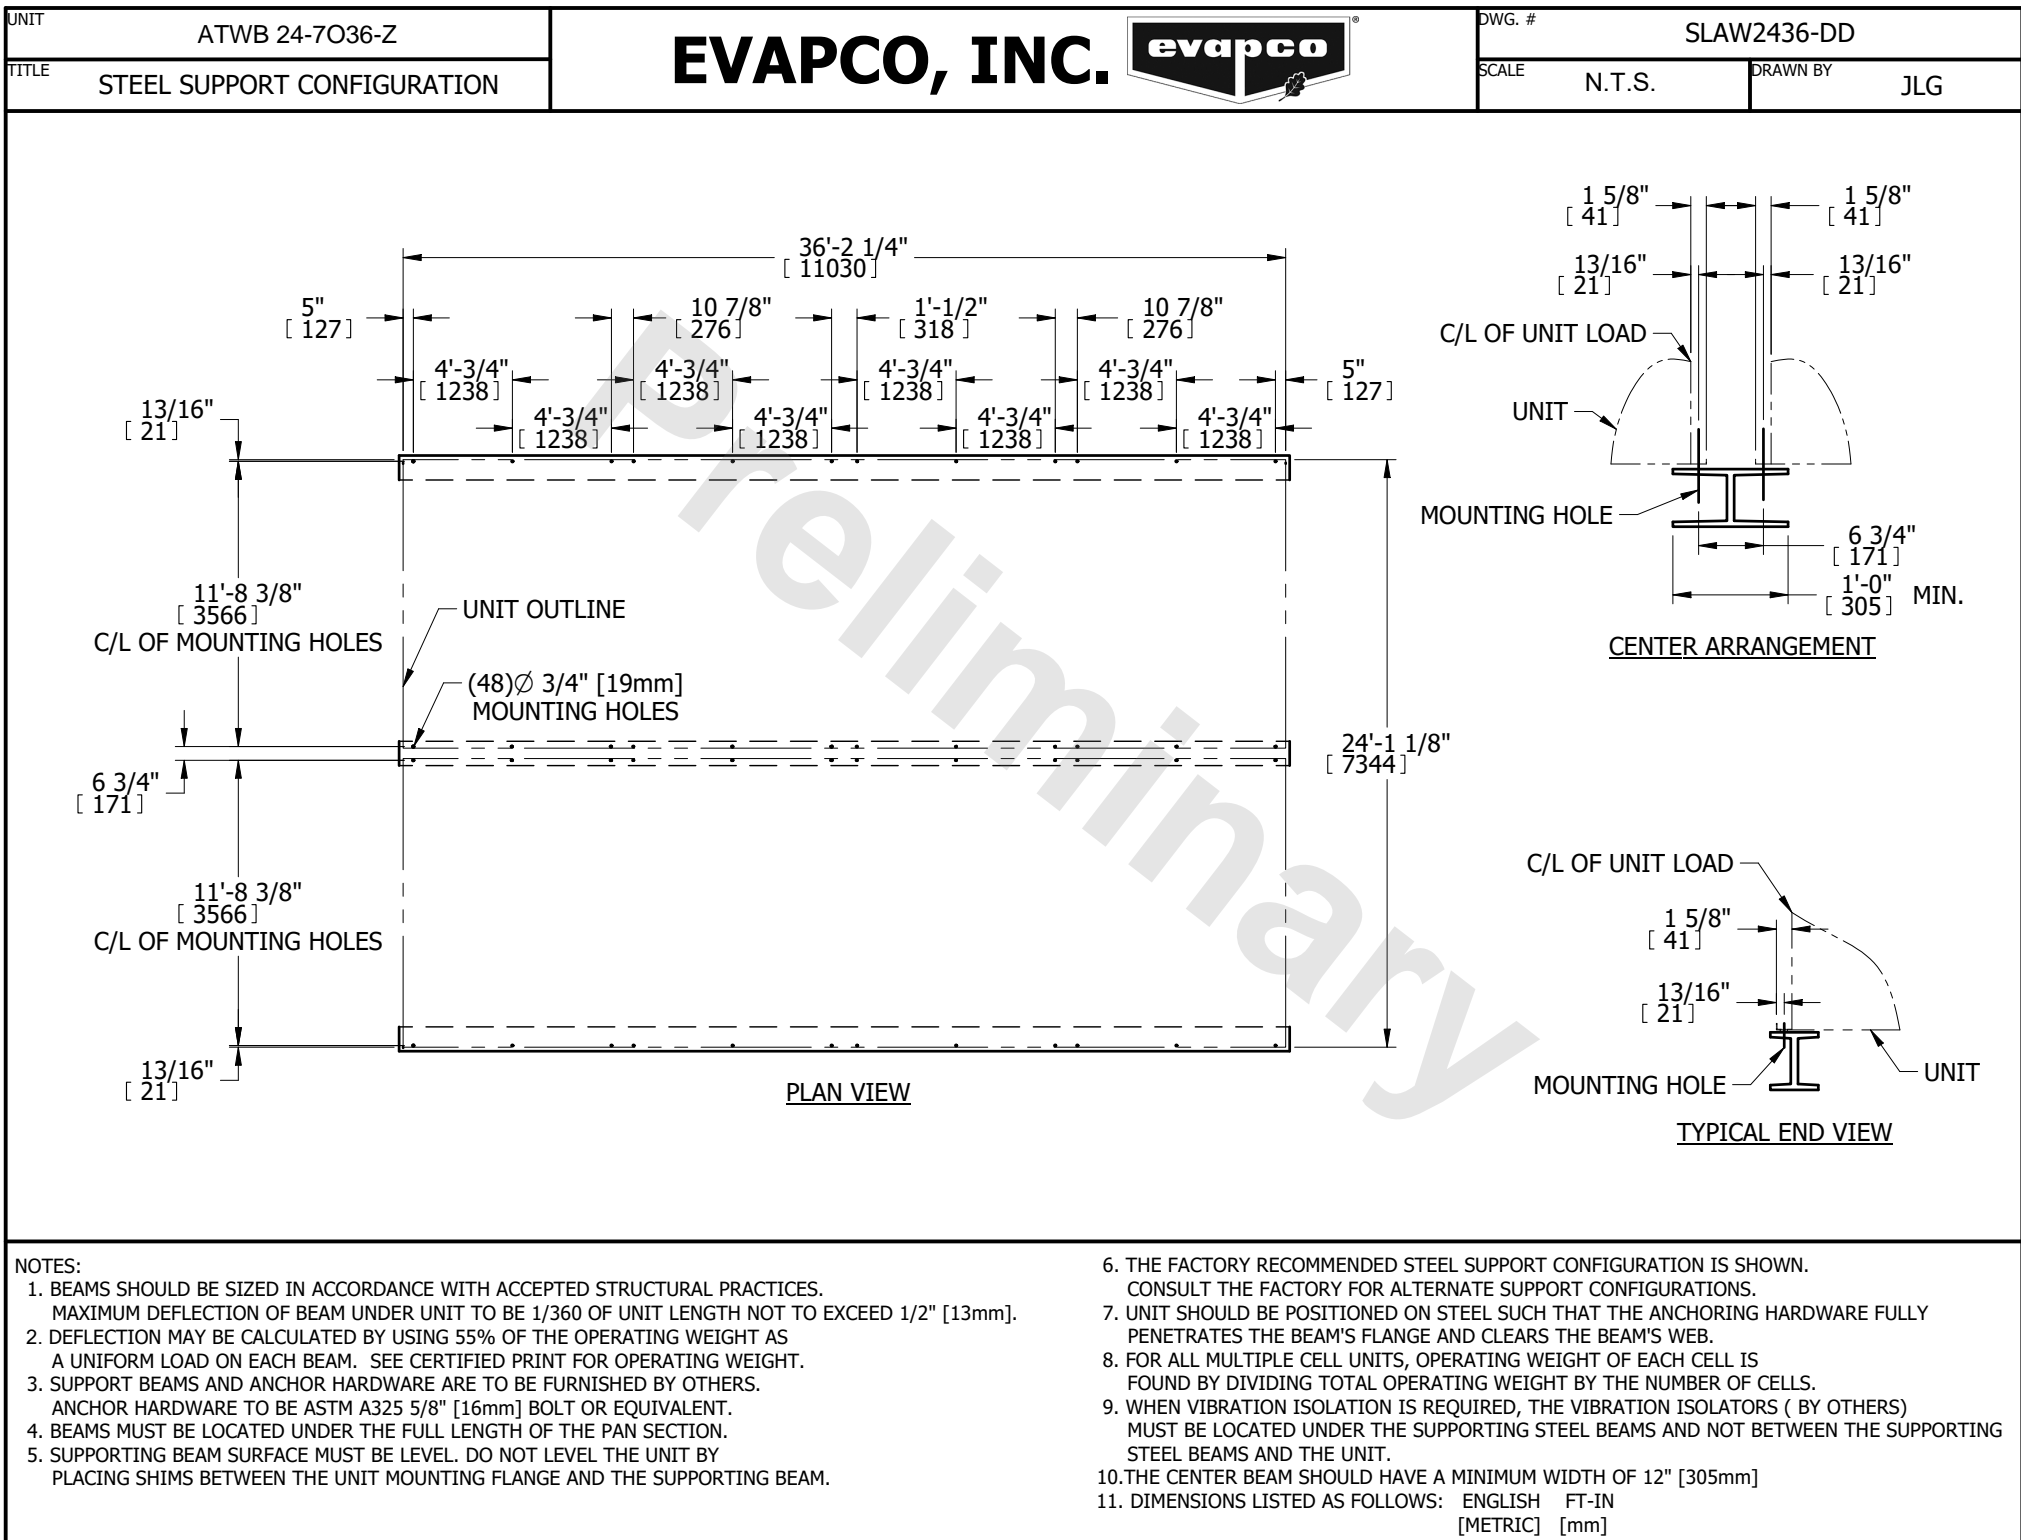 UNIT
ATWB 24-7O36-Z
TITLE
STEEL SUPPORT CONFIGURATION
EVAPCO, INC.
evapco
®
DWG. #
SLAW2436-DD
SCALE
N.T.S.
DRAWN BY
JLG
36'-2 1/4"
[ 11030 ]
5"
[ 127 ]
10 7/8"
[ 276 ]
1'-1/2"
[ 318 ]
10 7/8"
[ 276 ]
4'-3/4"
[ 1238 ]
4'-3/4"
[ 1238 ]
4'-3/4"
[ 1238 ]
4'-3/4"
[ 1238 ]
5"
[ 127 ]
4'-3/4"
[ 1238 ]
4'-3/4"
[ 1238 ]
4'-3/4"
[ 1238 ]
4'-3/4"
[ 1238 ]
13/16"
[ 21 ]
11'-8 3/8"
[ 3566 ]
C/L OF MOUNTING HOLES
UNIT OUTLINE
(48)Ø 3/4" [19mm]
MOUNTING HOLES
6 3/4"
[ 171 ]
24'-1 1/8"
[ 7344 ]
11'-8 3/8"
[ 3566 ]
C/L OF MOUNTING HOLES
13/16"
[ 21 ]
PLAN VIEW
Preliminary
1 5/8"
[ 41 ]
1 5/8"
[ 41 ]
13/16"
[ 21 ]
13/16"
[ 21 ]
C/L OF UNIT LOAD
UNIT
MOUNTING HOLE
6 3/4"
[ 171 ]
1'-0"
[ 305 ] MIN.
CENTER ARRANGEMENT
C/L OF UNIT LOAD
1 5/8"
[ 41 ]
13/16"
[ 21 ]
MOUNTING HOLE
UNIT
TYPICAL END VIEW
NOTES:
1. BEAMS SHOULD BE SIZED IN ACCORDANCE WITH ACCEPTED STRUCTURAL PRACTICES.
MAXIMUM DEFLECTION OF BEAM UNDER UNIT TO BE 1/360 OF UNIT LENGTH NOT TO EXCEED 1/2" [13mm].
2. DEFLECTION MAY BE CALCULATED BY USING 55% OF THE OPERATING WEIGHT AS
A UNIFORM LOAD ON EACH BEAM. SEE CERTIFIED PRINT FOR OPERATING WEIGHT.
3. SUPPORT BEAMS AND ANCHOR HARDWARE ARE TO BE FURNISHED BY OTHERS.
ANCHOR HARDWARE TO BE ASTM A325 5/8" [16mm] BOLT OR EQUIVALENT.
4. BEAMS MUST BE LOCATED UNDER THE FULL LENGTH OF THE PAN SECTION.
5. SUPPORTING BEAM SURFACE MUST BE LEVEL. DO NOT LEVEL THE UNIT BY
PLACING SHIMS BETWEEN THE UNIT MOUNTING FLANGE AND THE SUPPORTING BEAM.
6. THE FACTORY RECOMMENDED STEEL SUPPORT CONFIGURATION IS SHOWN.
CONSULT THE FACTORY FOR ALTERNATE SUPPORT CONFIGURATIONS.
7. UNIT SHOULD BE POSITIONED ON STEEL SUCH THAT THE ANCHORING HARDWARE FULLY
PENETRATES THE BEAM'S FLANGE AND CLEARS THE BEAM'S WEB.
8. FOR ALL MULTIPLE CELL UNITS, OPERATING WEIGHT OF EACH CELL IS
FOUND BY DIVIDING TOTAL OPERATING WEIGHT BY THE NUMBER OF CELLS.
9. WHEN VIBRATION ISOLATION IS REQUIRED, THE VIBRATION ISOLATORS ( BY OTHERS)
MUST BE LOCATED UNDER THE SUPPORTING STEEL BEAMS AND NOT BETWEEN THE SUPPORTING
STEEL BEAMS AND THE UNIT.
10.THE CENTER BEAM SHOULD HAVE A MINIMUM WIDTH OF 12" [305mm]
11. DIMENSIONS LISTED AS FOLLOWS: ENGLISH FT-IN
[METRIC] [mm]